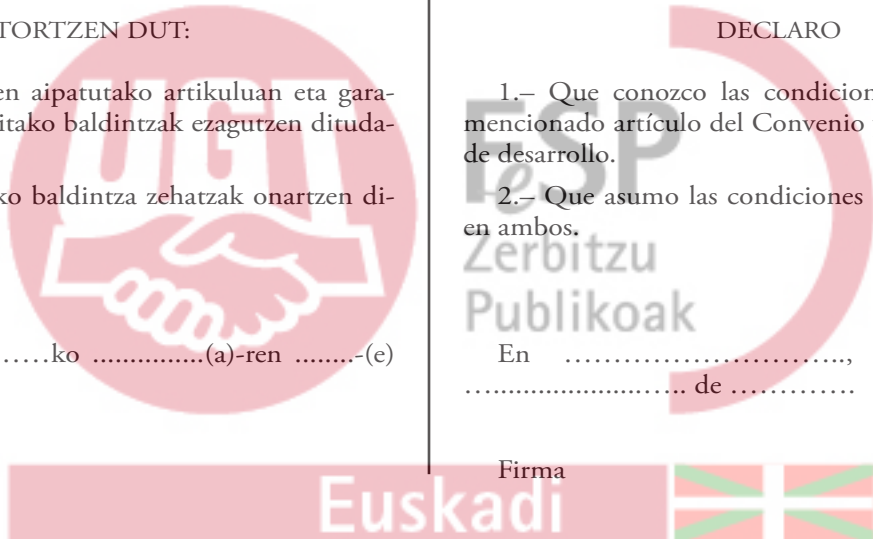 TORTZEN DUT:
en aipatutako artikuluan eta gara-
itako baldintzak ezagutzen dituda-
ko baldintza zehatzak onartzen di-
……ko ...............(a)-ren ........-(e)
DECLARO
1.– Que conozco las condicion
mencionado artículo del Convenio
de desarrollo.
2.– Que asumo las condiciones
en ambos.
En ………………………..,
…......................….. de ………….
Firma
UGT
FeSP
Zerbitzu
Publikoak
Euskadi